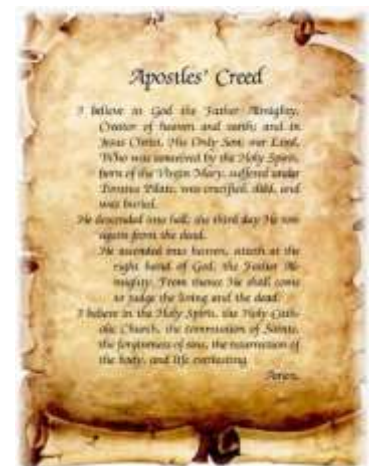 Apostles' Creed
I believe in God the Father Almighty,
Creator of heaven and earth; and in
Jesus Christ, His Only Son, our Lord,
Who was conceived by the Holy Spirit,
born of the Virgin Mary, suffered under
Pontius Pilate, was crucified, died, and
was buried.
He descended into hell; the third day He rose
again from the dead.
He ascended into heaven, sitteth at the
right hand of God, the Father Al-
mighty. From thence He shall come
to judge the living and the dead.
I believe in the Holy Spirit, the Holy Cath-
olic Church, the communion of Saints,
the forgiveness of sins, the resurrection of
the body, and life everlasting.
Amen.